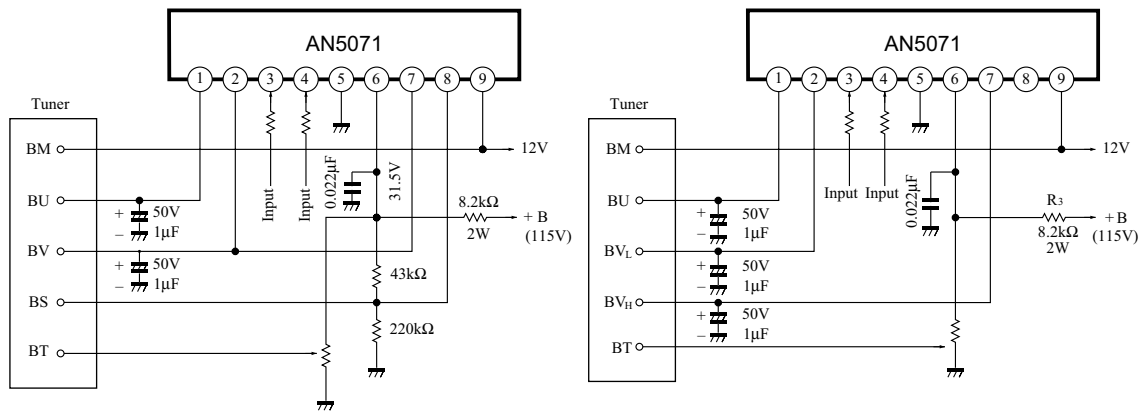 AN5071
1 2 3 4 5 6 7 8 9
Tuner
BM
12V
BU
+
50V
−
1µF
Input
Input
0.022µF
31.5V
8.2kΩ
2W
+ B
(115V)
BV
+
50V
−
1µF
43kΩ
BS
220kΩ
BT
AN5071
1 2 3 4 5 6 7 8 9
Tuner
BM
12V
Input
Input
0.022µF
BU
+
50V
−
1µF
R3
8.2kΩ
2W
+B
(115V)
BVL
+
50V
−
1µF
BVH
+
50V
−
1µF
BT